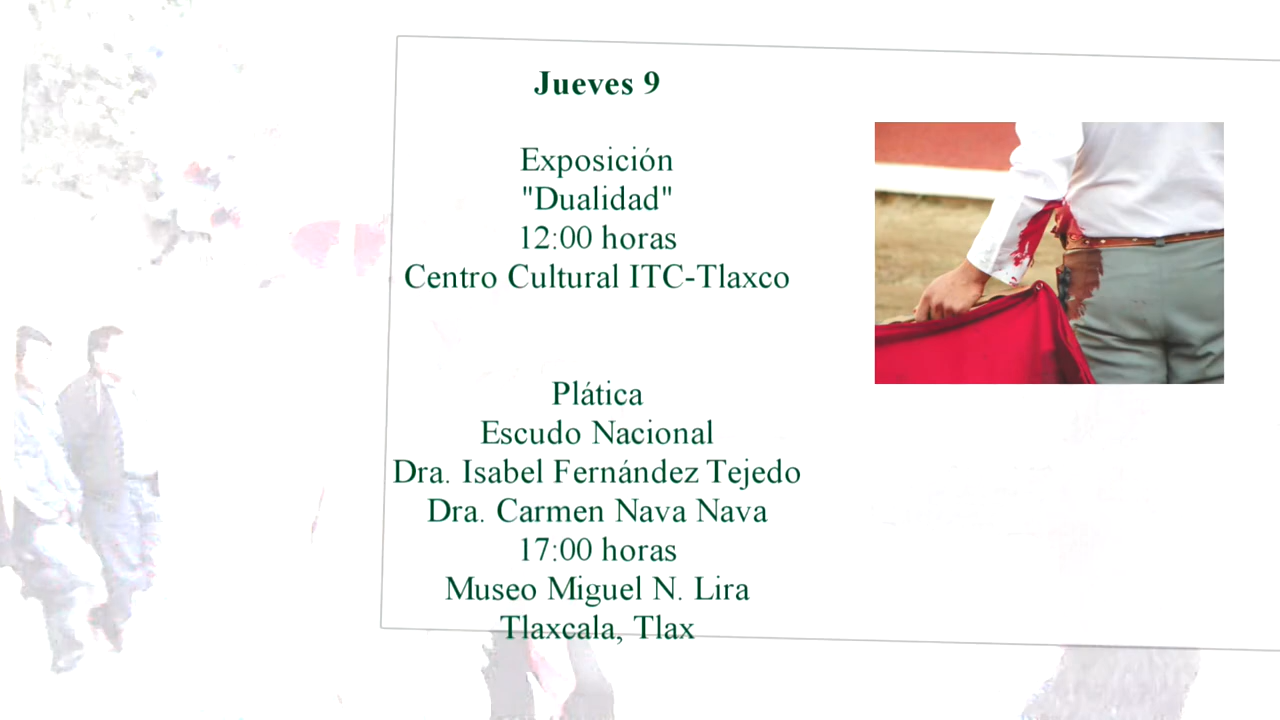 Jueves 9
Exposición
"Dualidad"
12:00 horas
Centro Cultural ITC-Tlaxco
Plática
Escudo Nacional
Dra. Isabel Fernández Tejedo
Dra. Carmen Nava Nava
17:00 horas
Museo Miguel N. Lira
Tlaxcala, Tlax